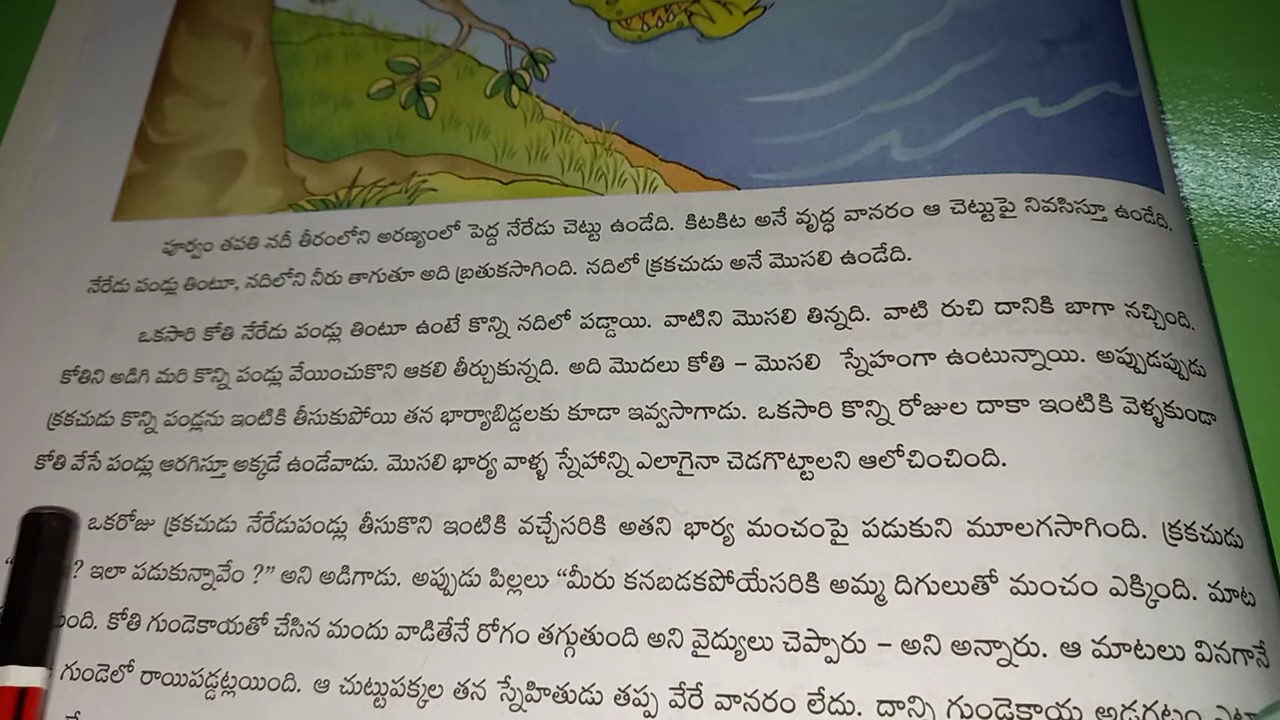 పూర్వం తపతి నదీ తీరంలోని అరణ్యంలో పెద్ద నేరేడు చెట్టు ఉండేది. కిటకిట అనే వృద్ధ వానరం ఆ చెట్టుపై నివసిస్తూ ఉండేది.
నేరేడు పండ్లు తింటూ, నదిలోని నీరు తాగుతూ అది బ్రతుకసాగింది. నదిలో క్రకచుడు అనే మొసలి ఉండేది.
ఒకసారి కోతి నేరేడు పండ్లు తింటూ ఉంటే కొన్ని నదిలో పడ్డాయి. వాటిని మొసలి తిన్నది. వాటి రుచి దానికి బాగా నచ్చింది.
కోతిని అడిగి మరి కొన్ని పండ్లు వేయించుకొని ఆకలి తీర్చుకున్నది. అది మొదలు కోతి – మొసలి స్నేహంగా ఉంటున్నాయి. అప్పుడప్పుడు
క్రకచుడు కొన్ని పండ్లను ఇంటికి తీసుకుపోయి తన భార్యాబిడ్డలకు కూడా ఇవ్వసాగాడు. ఒకసారి కొన్ని రోజుల దాకా ఇంటికి వెళ్ళకుండా
కోతి వేసే పండ్లు ఆరగిస్తూ అక్కడే ఉండేవాడు. మొసలి భార్య వాళ్ళ స్నేహాన్ని ఎలాగైనా చెడగొట్టాలని ఆలోచించింది.
ఒకరోజు క్రకచుడు నేరేడుపండ్లు తీసుకొని ఇంటికి వచ్చేసరికి అతని భార్య మంచంపై పడుకుని మూలగసాగింది. క్రకచుడు
? ఇలా పడుకున్నావేం ?” అని అడిగాడు. అప్పుడు పిల్లలు “మీరు కనబడకపోయేసరికి అమ్మ దిగులుతో మంచం ఎక్కింది. మాట
కోతి గుండెకాయతో చేసిన మందు వాడితేనే రోగం తగ్గుతుంది అని వైద్యులు చెప్పారు – అని అన్నారు. ఆ మాటలు వినగానే
గుండెలో రాయిపడ్డట్లయింది. ఆ చుట్టుపక్కల తన స్నేహితుడు తప్ప వేరే వానరం లేదు. దాన్ని గుండెకాయ అడగటం